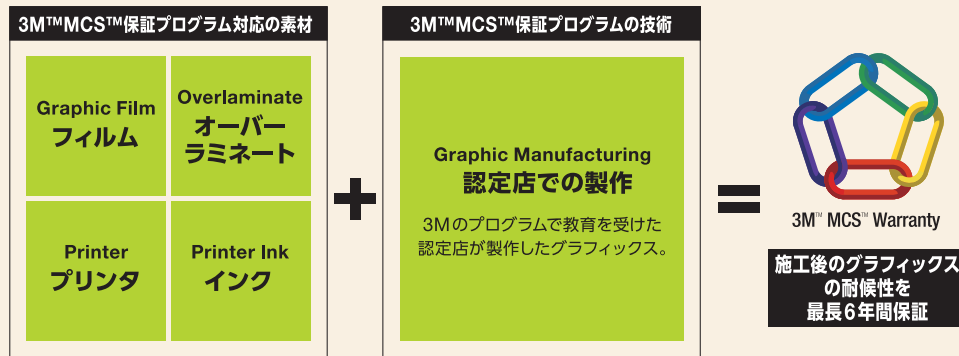 3M™MCS™保証プログラム対応の素材
Graphic Film
フィルム
Overlaminate
オーバー
ラミネート
Printer
プリンタ
Printer Ink
インク
+
3M™MCS™保証プログラムの技術
Graphic Manufacturing
認定店での製作
3Mのプログラムで教育を受けた
認定店が製作したグラフィックス。
=
3M™ MCS™ Warranty
施工後のグラフィックス
の耐候性を
最長6年間保証